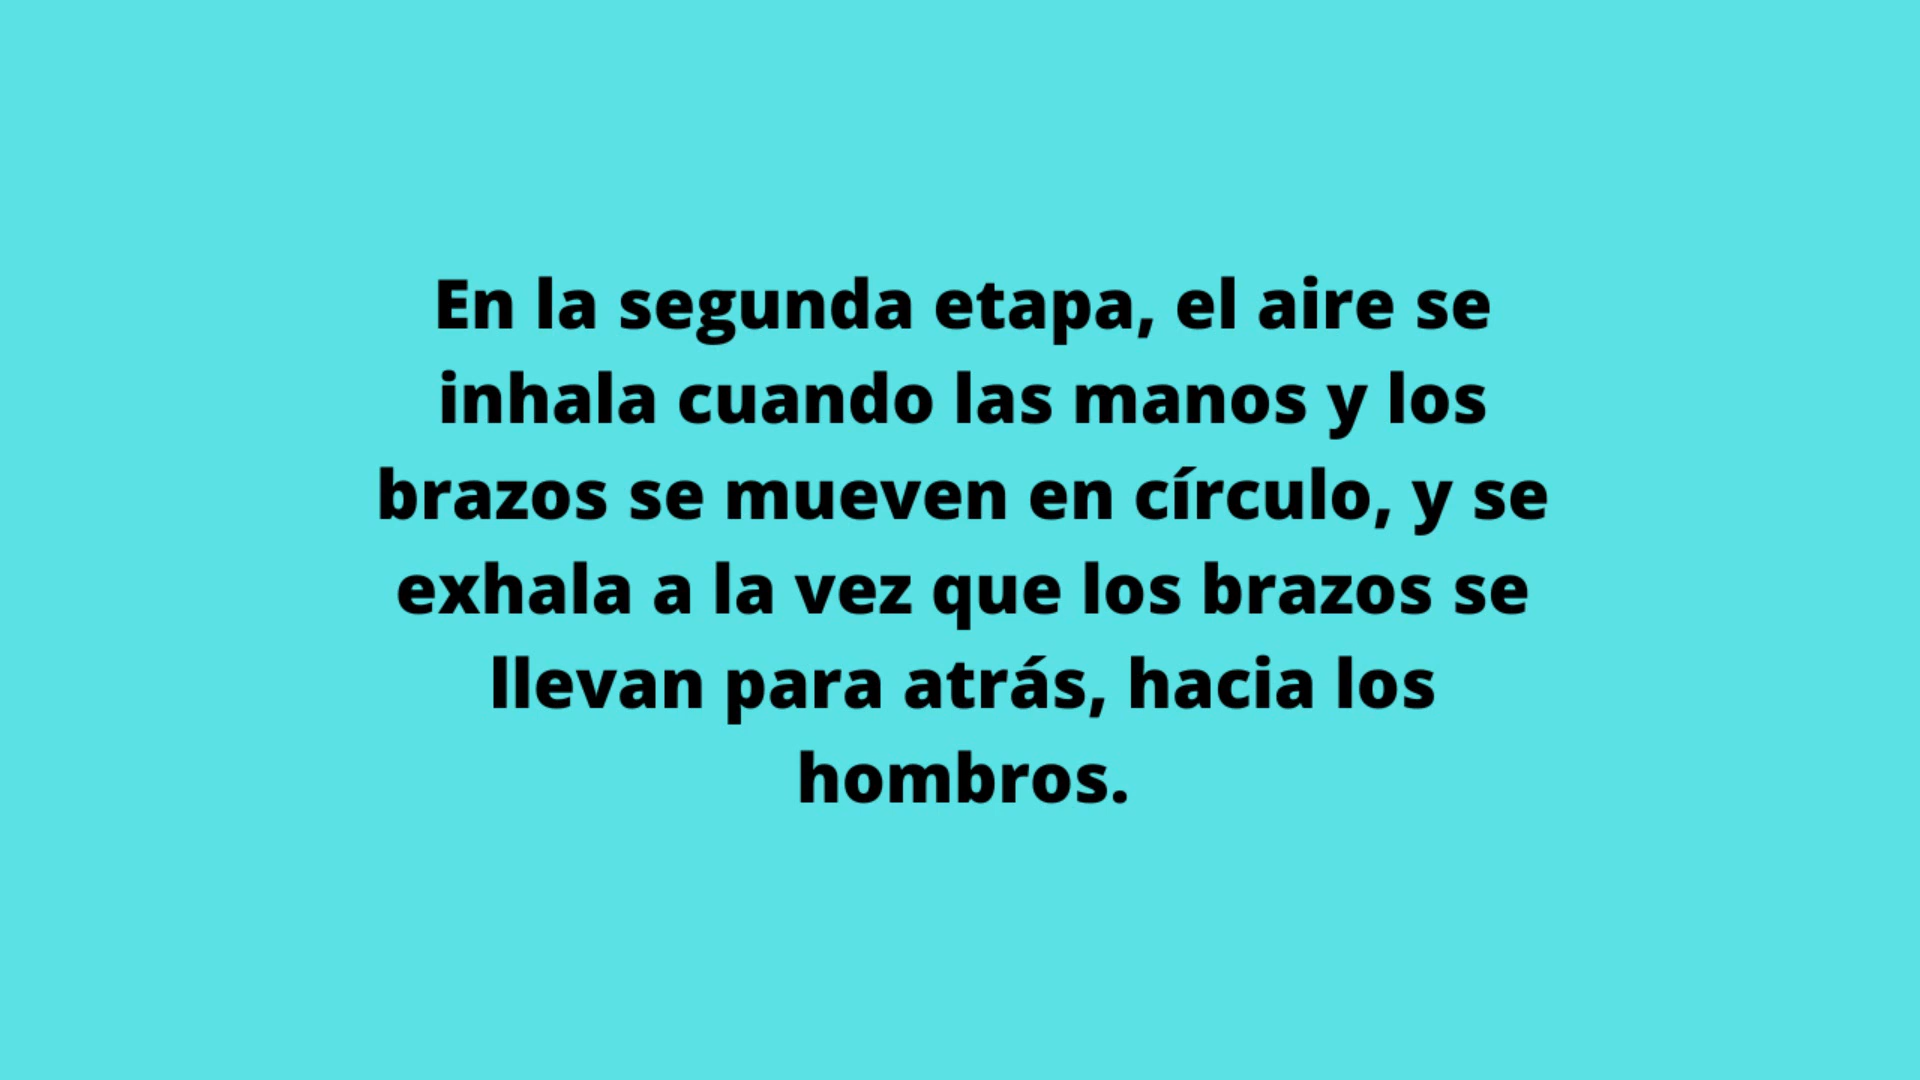 En la segunda etapa, el aire se
inhala cuando las manos y los
brazos se mueven en círculo, y se
exhala a la vez que los brazos se
llevan para atrás, hacia los
hombros.